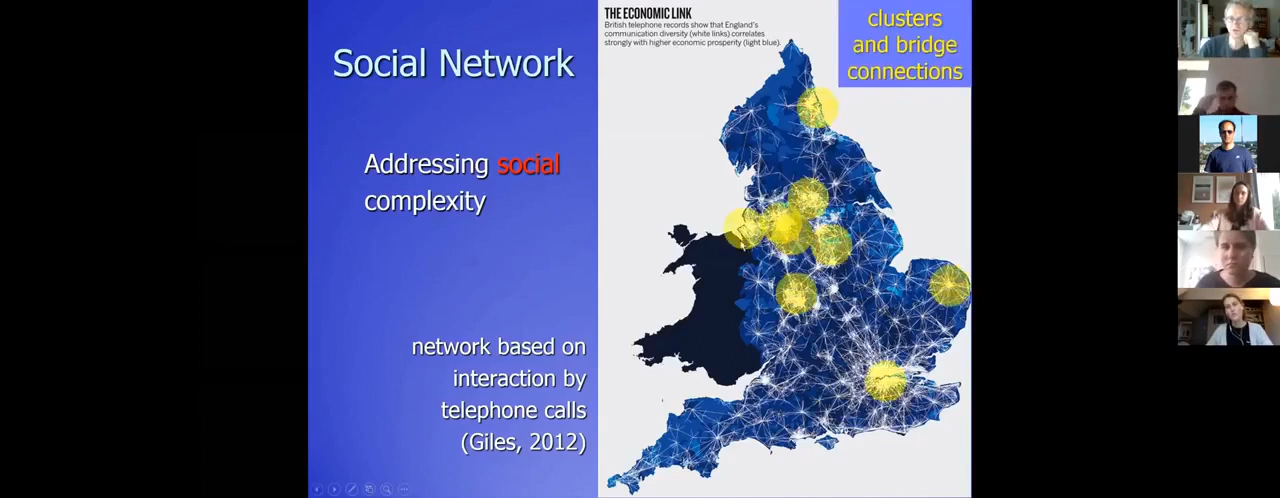 Social Network
Addressing social
complexity
network based on
interaction by
telephone calls
(Giles, 2012)
THE ECONOMIC LINK
British telephone records show that England's
communication diversity (white links) correlates
strongly with higher economic prosperity (light blue).
clusters
and bridge
connections